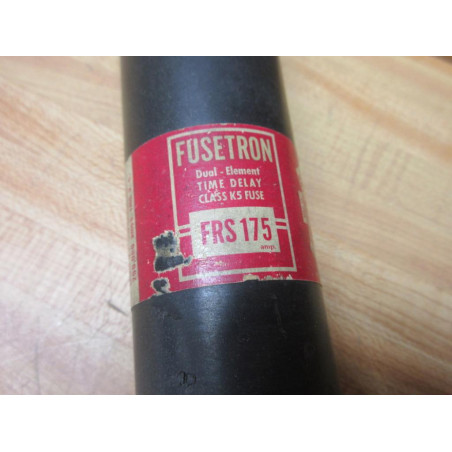 FUSETRON
Dual - Element
TIME DELAY
CLASS K5 FUSE
FRS 175
amp.